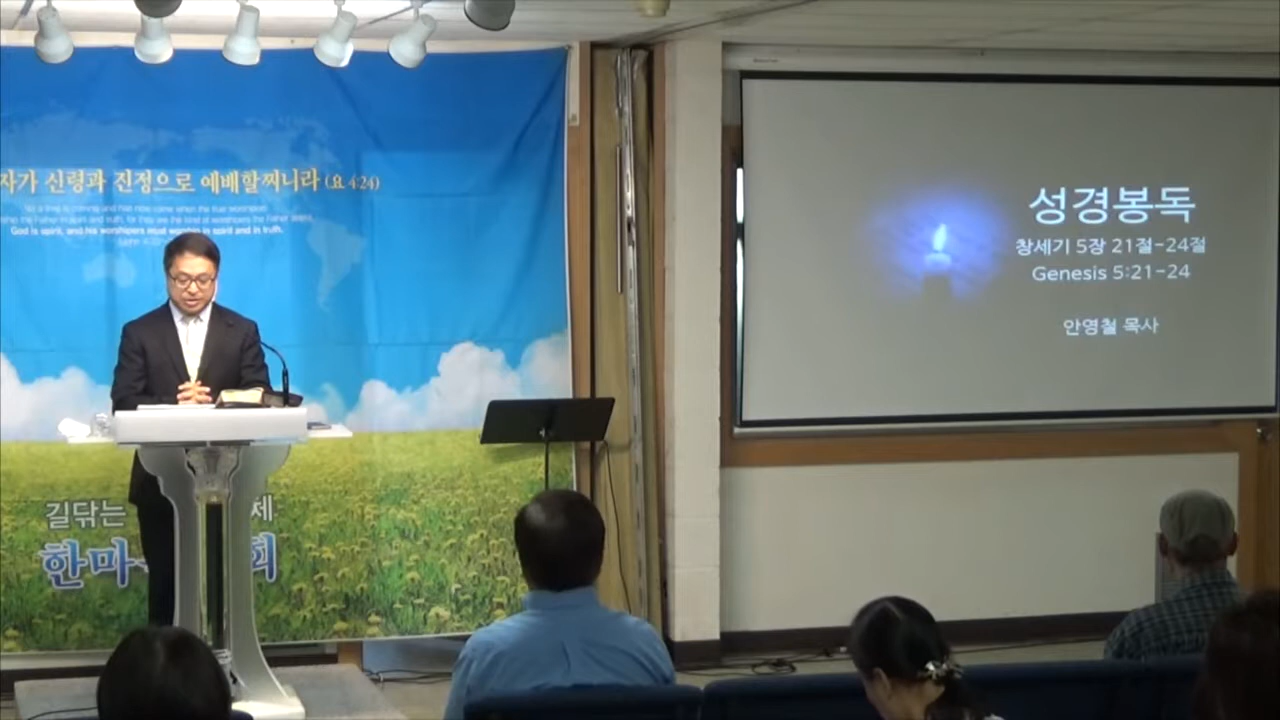 자가 신령과 진정으로 예배할찌니라 (요 4:24)
God is spirit, and his worshipers must worship in spirit and in truth.
길닦는
체
한마
회
성경봉독
창세기 5장 21절-24절
Genesis 5:21-24
안영철 목사